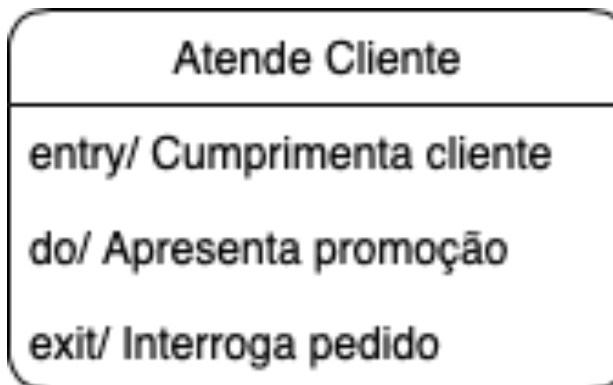 Atende Cliente
entry/ Cumprimenta cliente
do/ Apresenta promoção
exit/ Interroga pedido